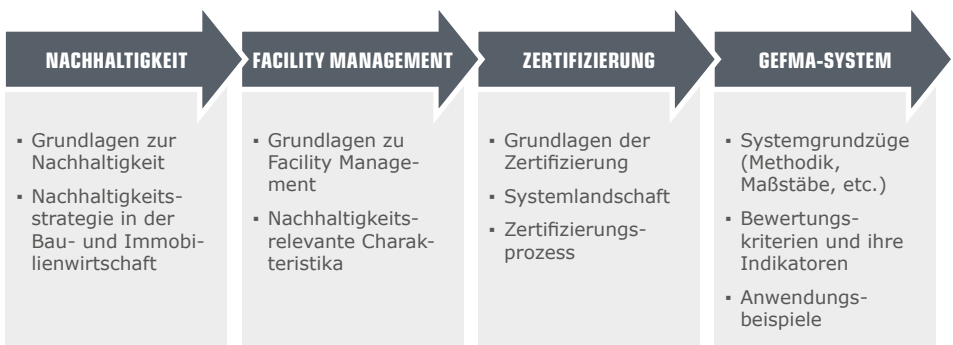 NACHHALTIGKEIT
▪ Grundlagen zur
Nachhaltigkeit
▪ Nachhaltigkeits-
strategie in der
Bau- und Immobi-
lienwirtschaft
FACILITY MANAGEMENT
▪ Grundlagen zu
Facility Manage-
ment
▪ Nachhaltigkeits-
relevante Charak-
teristika
ZERTIFIZIERUNG
▪ Grundlagen der
Zertifizierung
▪ Systemlandschaft
▪ Zertifizierungs-
prozess
GEFMA-SYSTEM
▪ Systemgrundzüge
(Methodik,
Maßstäbe, etc.)
▪ Bewertungs-
kriterien und ihre
Indikatoren
▪ Anwendungs-
beispiele